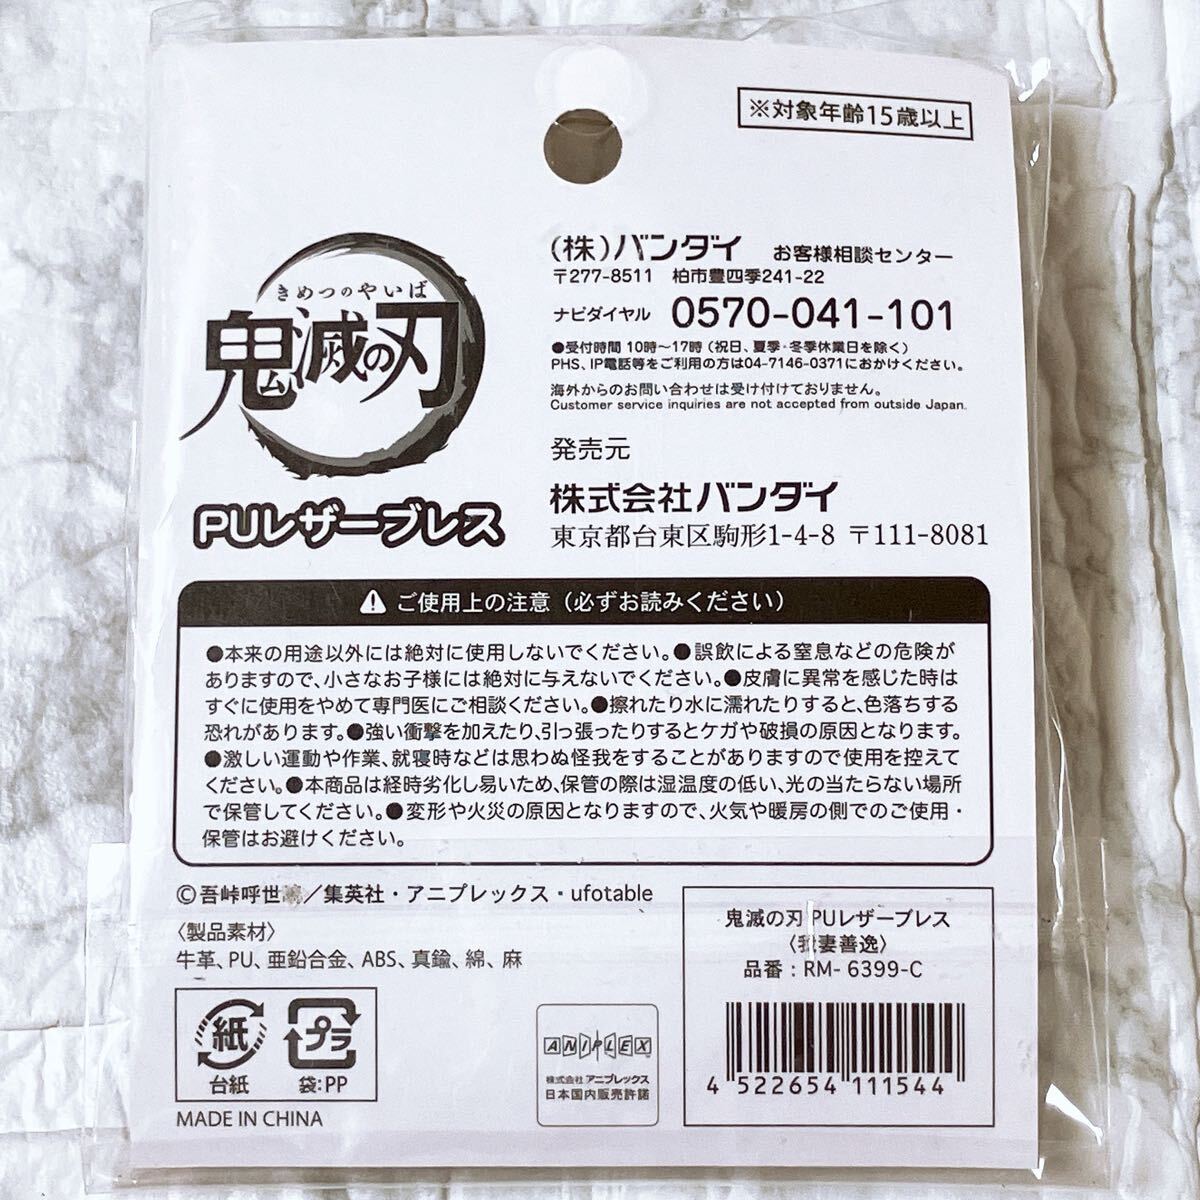 ※対象年齢15歳以上
きめつのやいば
鬼滅の刃
PUレザーブレス
(株)バンダイ お客様相談センター
〒277-8511 柏市豊四季241-22
ナビダイヤル 0570-041-101
●受付時間 10時〜17時 (祝日、夏季・冬季休業日を除く)
PHS、IP電話等をご利用の方は04-7146-0371におかけください。
海外からのお問い合わせは受け付けておりません。
Customer service inquiries are not accepted from outside Japan.
発売元
株式会社バンダイ
東京都台東区駒形1-4-8 〒111-8081
ご使用上の注意(必ずお読みください)
●本来の用途以外には絶対に使用しないでください。●誤飲による窒息などの危険が
ありますので、小さなお子様には絶対に与えないでください。●皮膚に異常を感じた時は
すぐに使用をやめて専門医にご相談ください。●擦れたり水に濡れたりすると、色落ちする
恐れがあります。●強い衝撃を加えたり、引っ張ったりするとケガや破損の原因となります。
●激しい運動や作業、就寝時などは思わぬ怪我をすることがありますので使用を控えて
ください。●本商品は経時劣化し易いため、保管の際は湿温度の低い、光の当たらない場所
で保管してください。●変形や火災の原因となりますので、火気や暖房の側でのご使用・
保管はお避けください。
©吾峠呼世晴／集英社・アニプレックス・ufotable
〈製品素材〉
牛革、PU、亜鉛合金、ABS、真鍮、綿、麻
紙
台紙
プラ
袋:PP
MADE IN CHINA
ANIPLEX
株式会社 アニプレックス
日本国内販売許諾
鬼滅の刃 PUレザーブレス
〈我妻善逸〉
品番:RM-6399-C
4 522654 111544